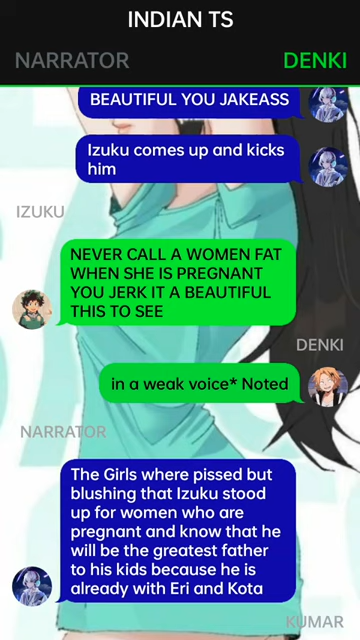 INDIAN TS
NARRATOR
DENKI
BEAUTIFUL YOU JAKEASS
Izuku comes up and kicks
him
IZUKU
NEVER CALL A WOMEN FAT
WHEN SHE IS PREGNANT
YOU JERK IT A BEAUTIFUL
THIS TO SEE
DENKI
in a weak voice* Noted
NARRATOR
The Girls where pissed but
blushing that Izuku stood
up for women who are
pregnant and know that he
will be the greatest father
to his kids because he is
already with Eri and Kota
KUMAR